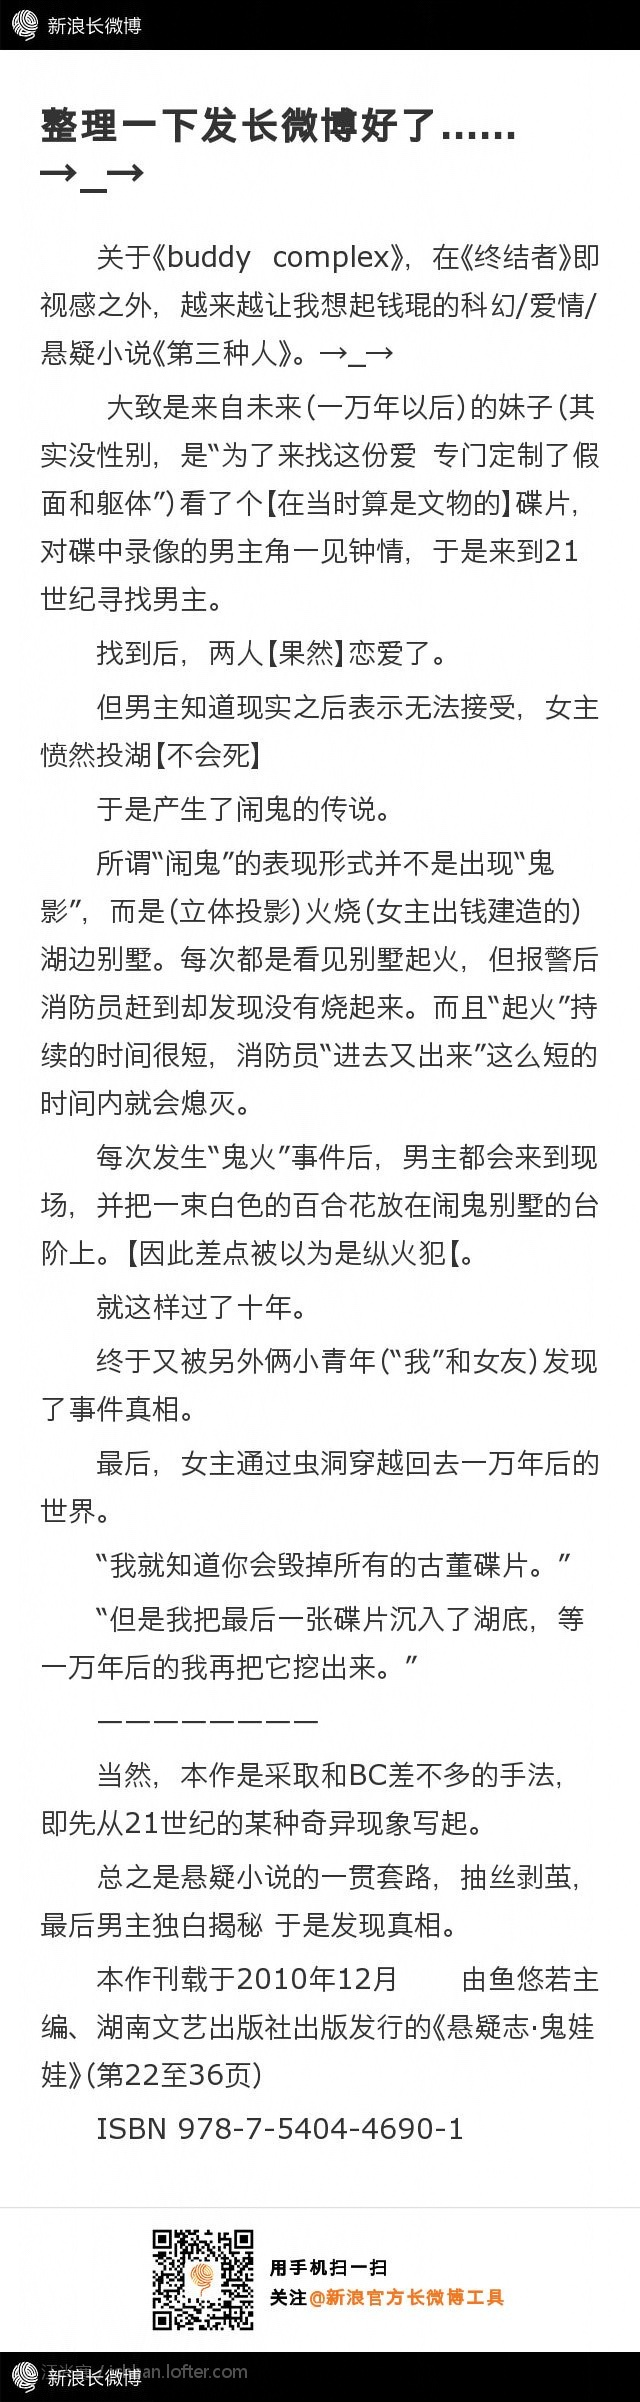 新浪长微博
整理一下发长微博好了……
→_→
关于《buddy complex》，在《终结者》即
视感之外，越来越让我想起钱琨的科幻/爱情/
悬疑小说《第三种人》。→_→
大致是来自未来(一万年以后)的妹子(其
实没性别，是“为了来找这份爱 专门定制了假
面和躯体”)看了个【在当时算是文物的】碟片，
对碟中录像的男主角一见钟情，于是来到21
世纪寻找男主。
找到后，两人【果然】恋爱了。
但男主知道现实之后表示无法接受，女主
愤然投湖【不会死】
于是产生了闹鬼的传说。
所谓“闹鬼”的表现形式并不是出现“鬼
影”，而是(立体投影)火烧(女主出钱建造的)
湖边别墅。每次都是看见别墅起火，但报警后
消防员赶到却发现没有烧起来。而且“起火”持
续的时间很短，消防员“进去又出来”这么短的
时间内就会熄灭。
每次发生“鬼火”事件后，男主都会来到现
场，并把一束白色的百合花放在闹鬼别墅的台
阶上。【因此差点被以为是纵火犯【。
就这样过了十年。
终于又被另外俩小青年(“我”和女友)发现
了事件真相。
最后，女主通过虫洞穿越回去一万年后的
世界。
“我就知道你会毁掉所有的古董碟片。”
“但是我把最后一张碟片沉入了湖底，等
一万年后的我再把它挖出来。”
————————
当然，本作是采取和BC差不多的手法，
即先从21世纪的某种奇异现象写起。
总之是悬疑小说的一贯套路，抽丝剥茧，
最后男主独白揭秘 于是发现真相。
本作刊载于2010年12月 由鱼悠若主
编、湖南文艺出版社出版发行的《悬疑志·鬼娃
娃》(第22至36页)
ISBN 978-7-5404-4690-1
用手机扫一扫
关注@新浪官方长微博工具
新浪长微博